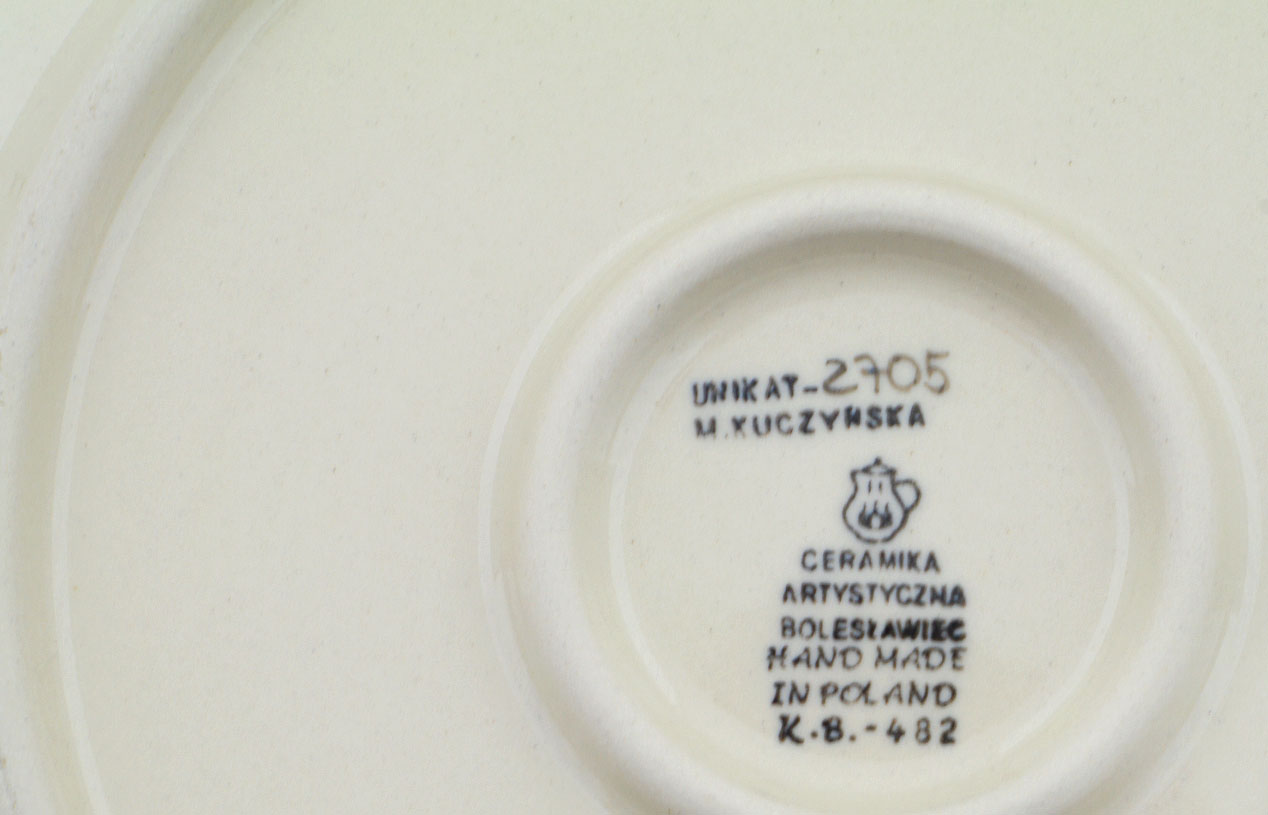 UNIKAT-2705
M.KUCZYNSKA
CERAMIKA
ARTYSTYCZNA
BOLESŁAWIEC
HAND MADE
IN POLAND
K.B.-482